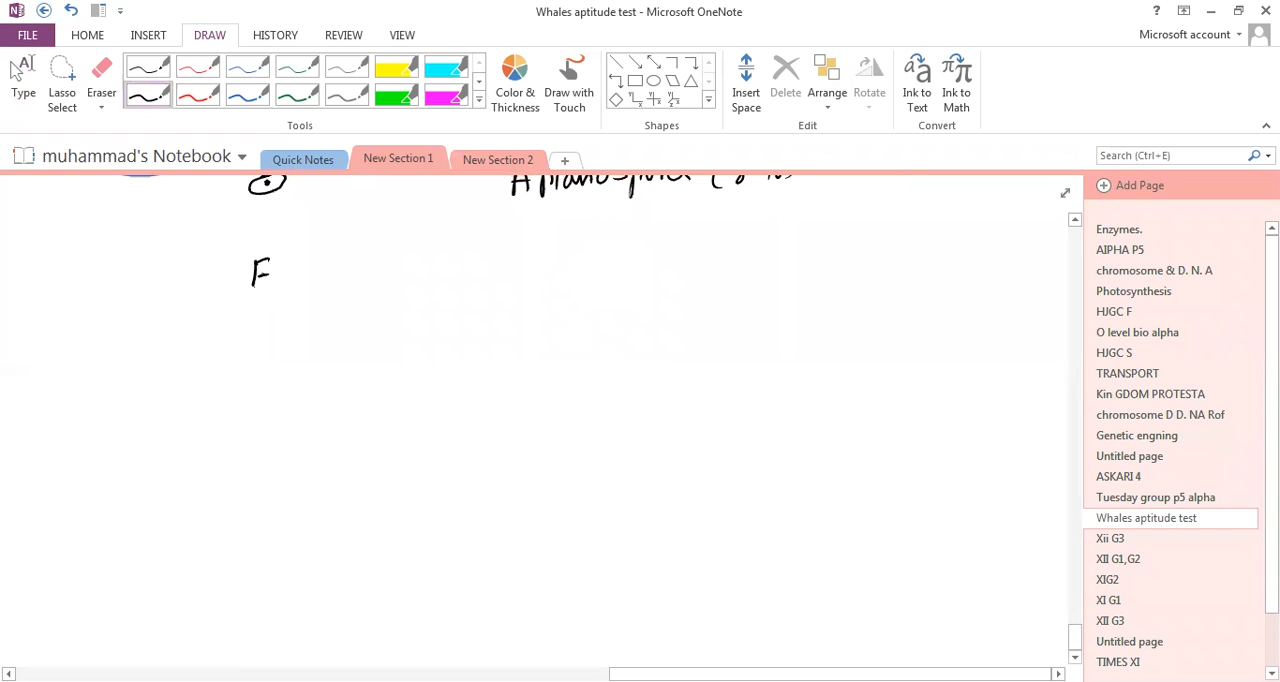 Whales aptitude test - Microsoft OneNote
FILE HOME INSERT DRAW HISTORY REVIEW VIEW Microsoft account
Type
Lasso Select
Eraser
Color & Thickness
Draw with Touch
Insert Space
Delete
Arrange
Rotate
Ink to Text
Ink to Math
Tools Shapes Edit Convert
muhammad's Notebook Quick Notes New Section 1 New Section 2 Search (Ctrl+E)
Add Page
F
Enzymes.
AIPHA P5
chromosome & D. N. A
Photosynthesis
HJGC F
O level bio alpha
HJGC S
TRANSPORT
Kin GDOM PROTESTA
chromosome D D. NA Rof
Genetic engning
Untitled page
ASKARI 4
Tuesday group p5 alpha
Whales aptitude test
Xii G3
XII G1,G2
XIG2
XI G1
XII G3
Untitled page
TIMES XI